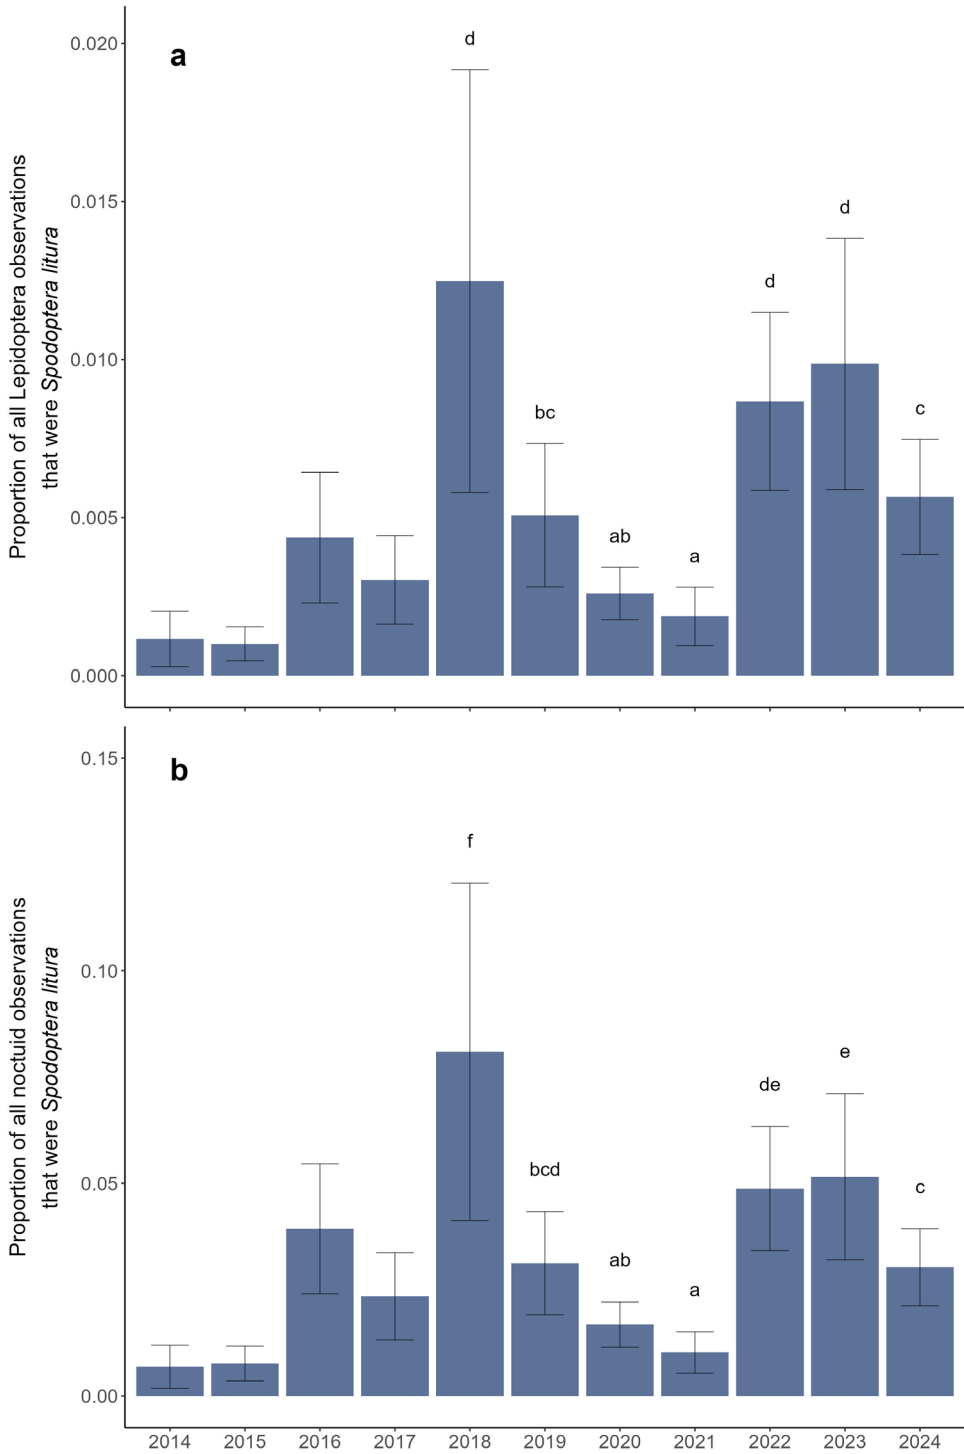 Proportion of all Lepidoptera observations
that were Spodoptera litura
0.020
0.015
0.010
0.005
0.000
a
d
bc
ab
a
d
d
c
Proportion of all noctuid observations
that were Spodoptera litura
0.15
0.10
0.05
0.00
b
f
bcd
ab
a
de
e
c
2014 2015 2016 2017 2018 2019 2020 2021 2022 2023 2024